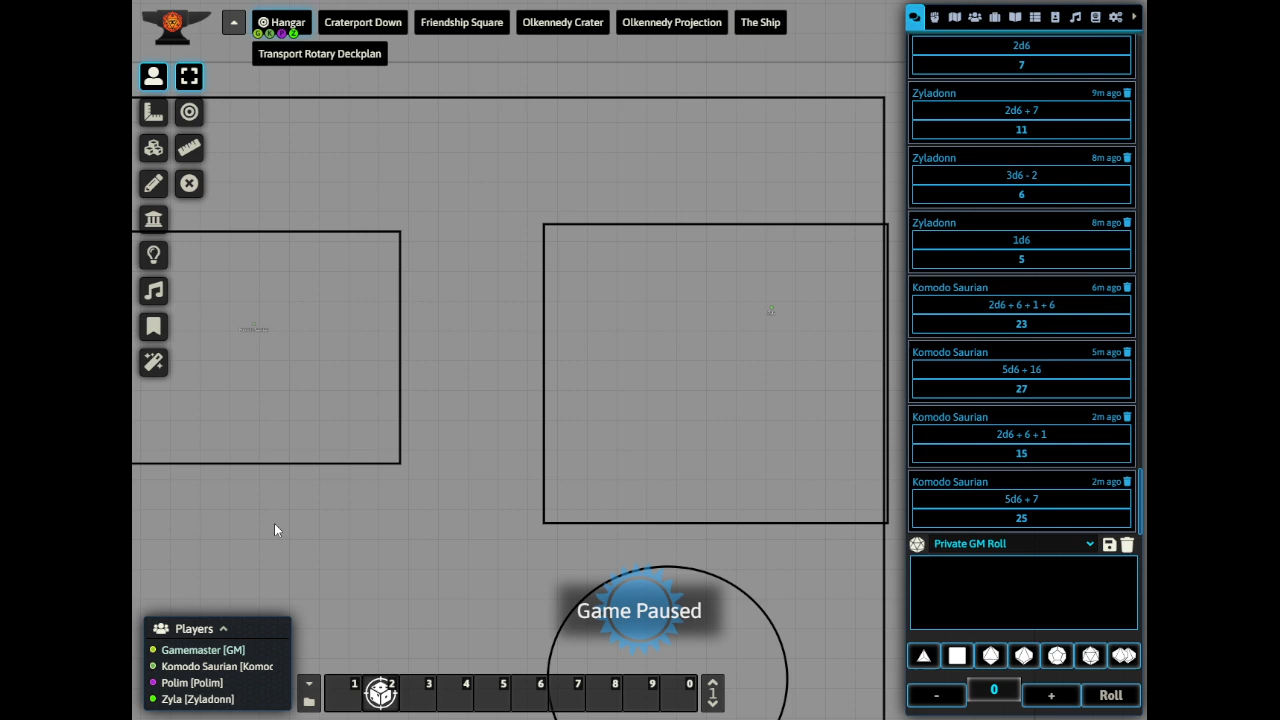 Hangar
Craterport Down
Friendship Square
Olkennedy Crater
Olkennedy Projection
The Ship
G K P Z
Transport Rotary Deckplan
2d6
7
Zyladonn 9m ago
2d6 + 7
11
Zyladonn 8m ago
3d6 - 2
6
Zyladonn 8m ago
1d6
5
Komodo Saurian 6m ago
2d6 + 6 + 1 + 6
23
Komodo Saurian 5m ago
5d6 + 16
27
Komodo Saurian 2m ago
2d6 + 6 + 1
15
Komodo Saurian 2m ago
5d6 + 7
25
Private GM Roll
- 0 + Roll
Game Paused
Players
Gamemaster [GM]
Komodo Saurian [Komoc
Polim [Polim]
Zyla [Zyladonn]
1 2 3 4 5 6 7 8 9 0
1